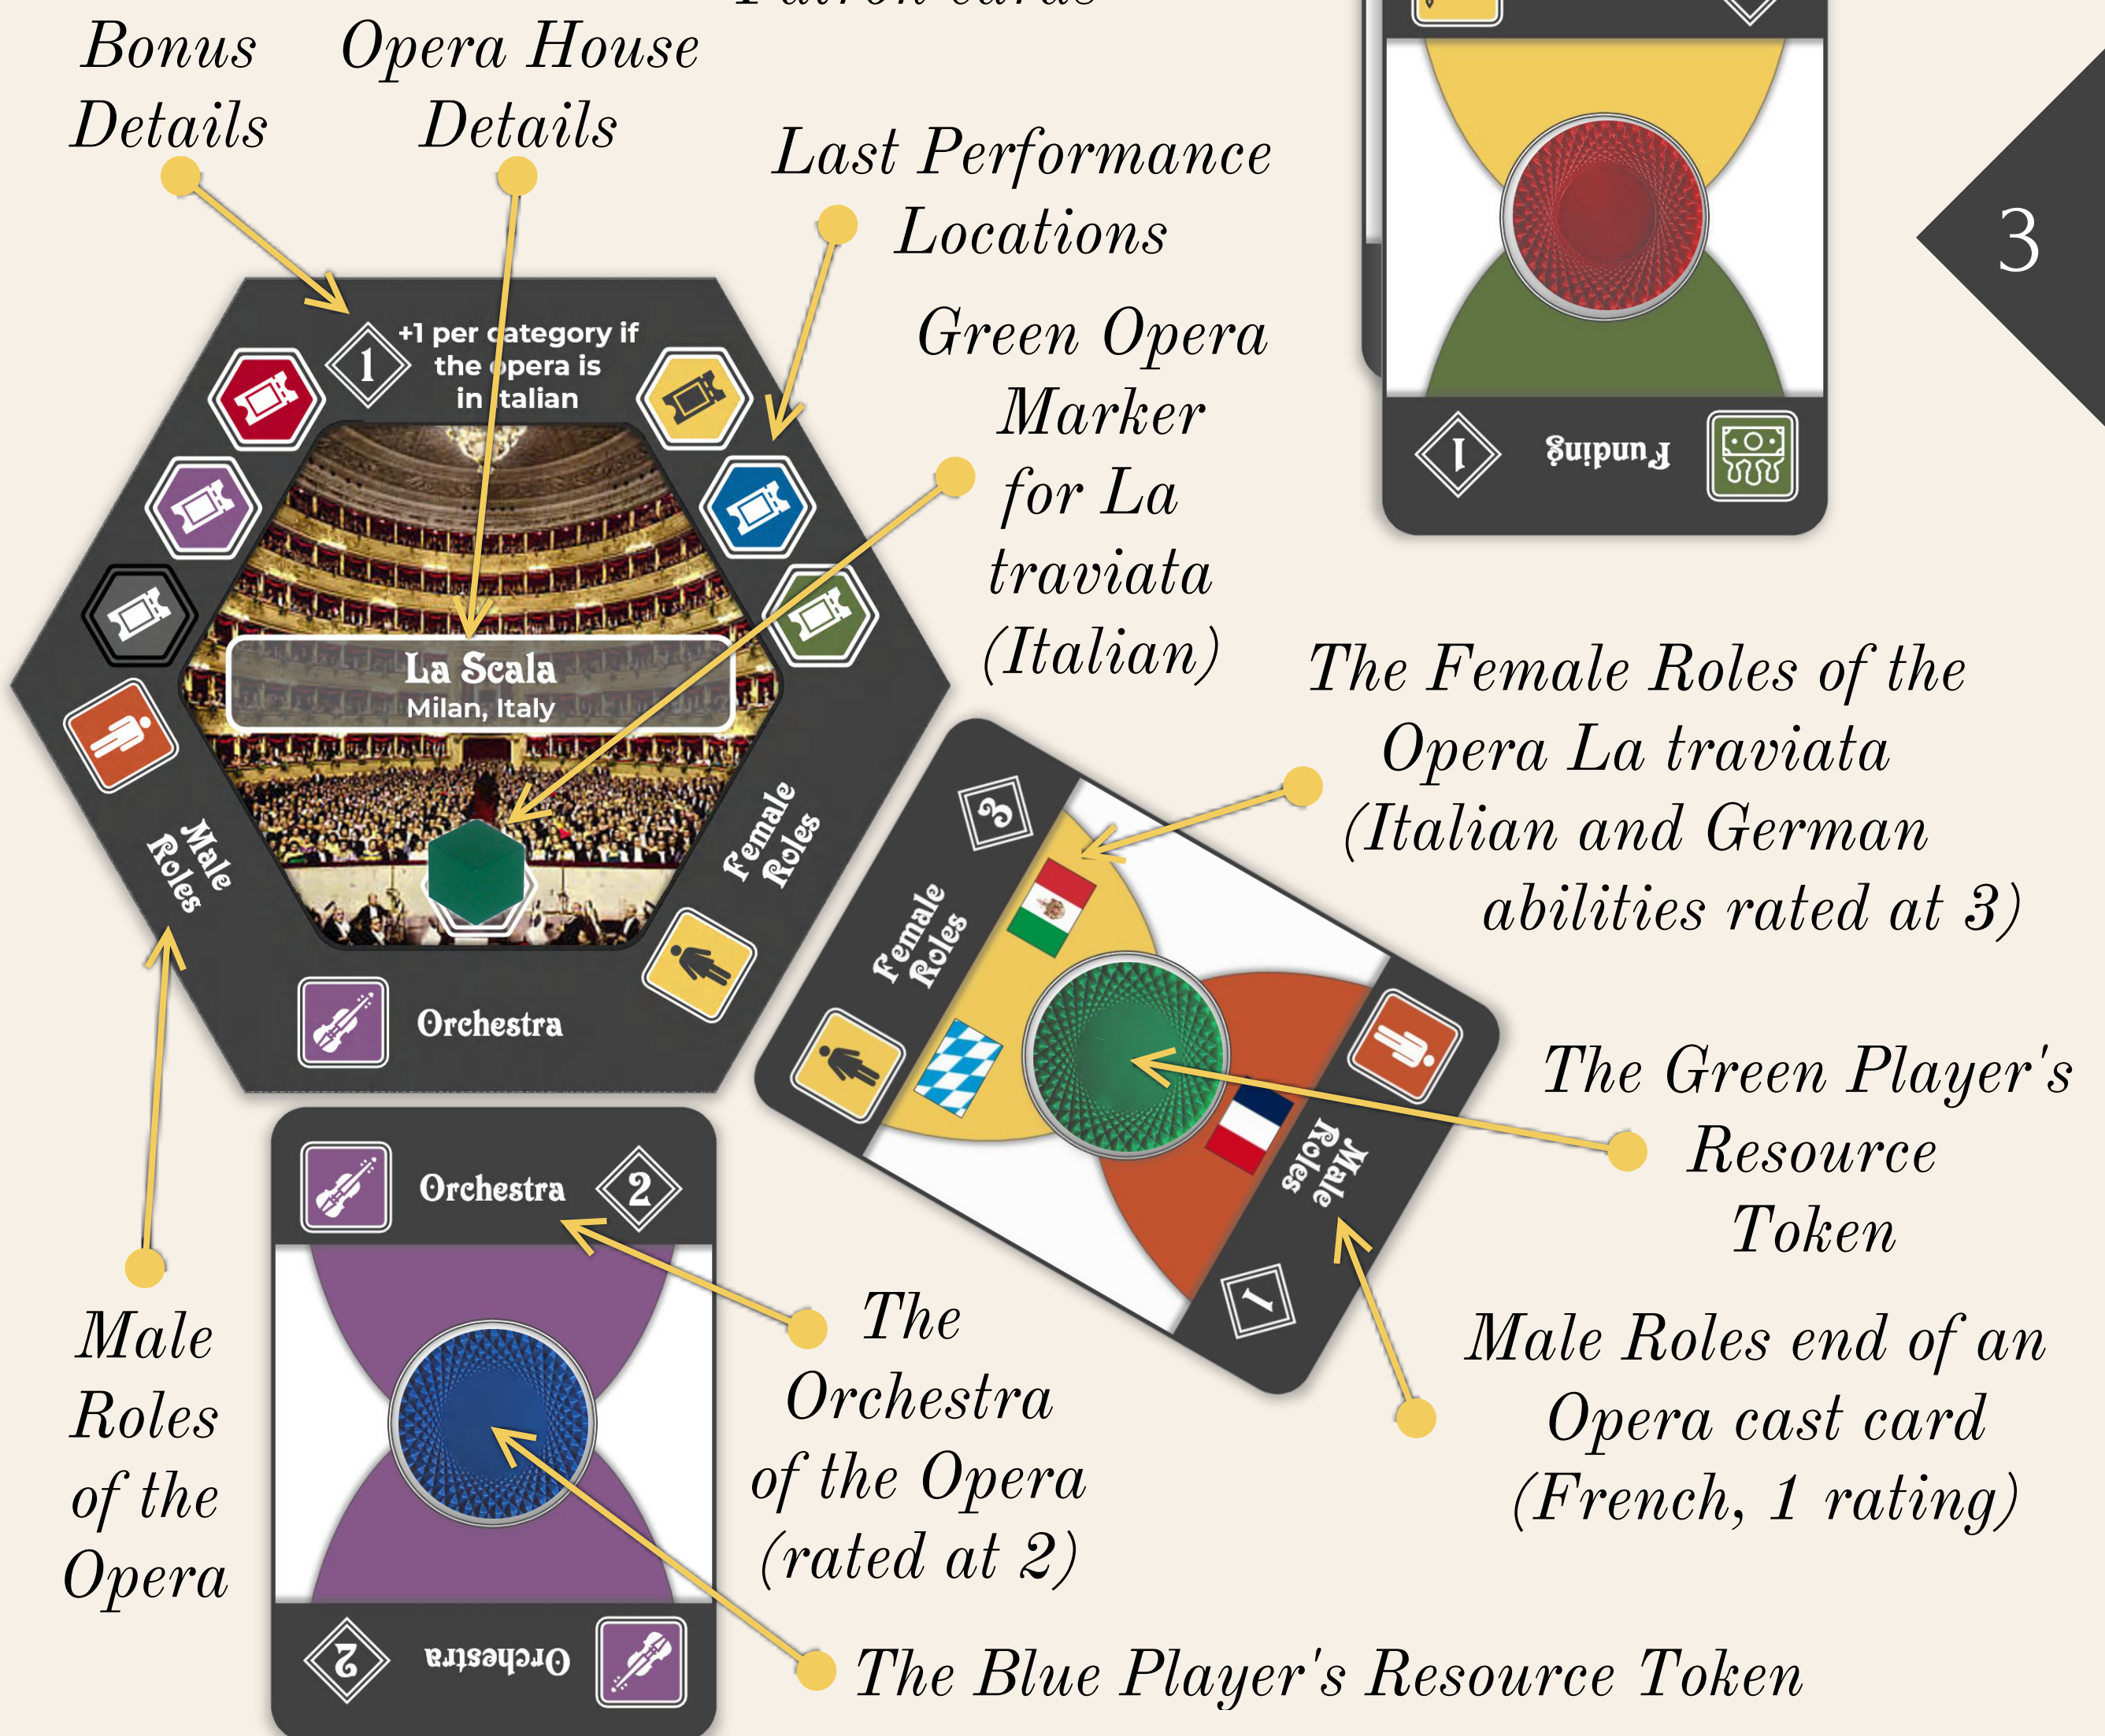 Patron cards
Bonus
Details
Opera House
Details
Last Performance
Locations
Green Opera
Marker
for La
traviata
(Italian)
3
1
+1 per category if
the opera is
in Italian
La Scala
Milan, Italy
Male
Roles
Female
Roles
Orchestra
1
Funding
The Female Roles of the
Opera La traviata
(Italian and German
abilities rated at 3)
3
Female
Roles
Male
Roles
1
The Green Player's
Resource
Token
Male Roles end of an
Opera cast card
(French, 1 rating)
Orchestra
2
The
Orchestra
of the Opera
(rated at 2)
Male
Roles
of the
Opera
2
Orchestra
The Blue Player's Resource Token